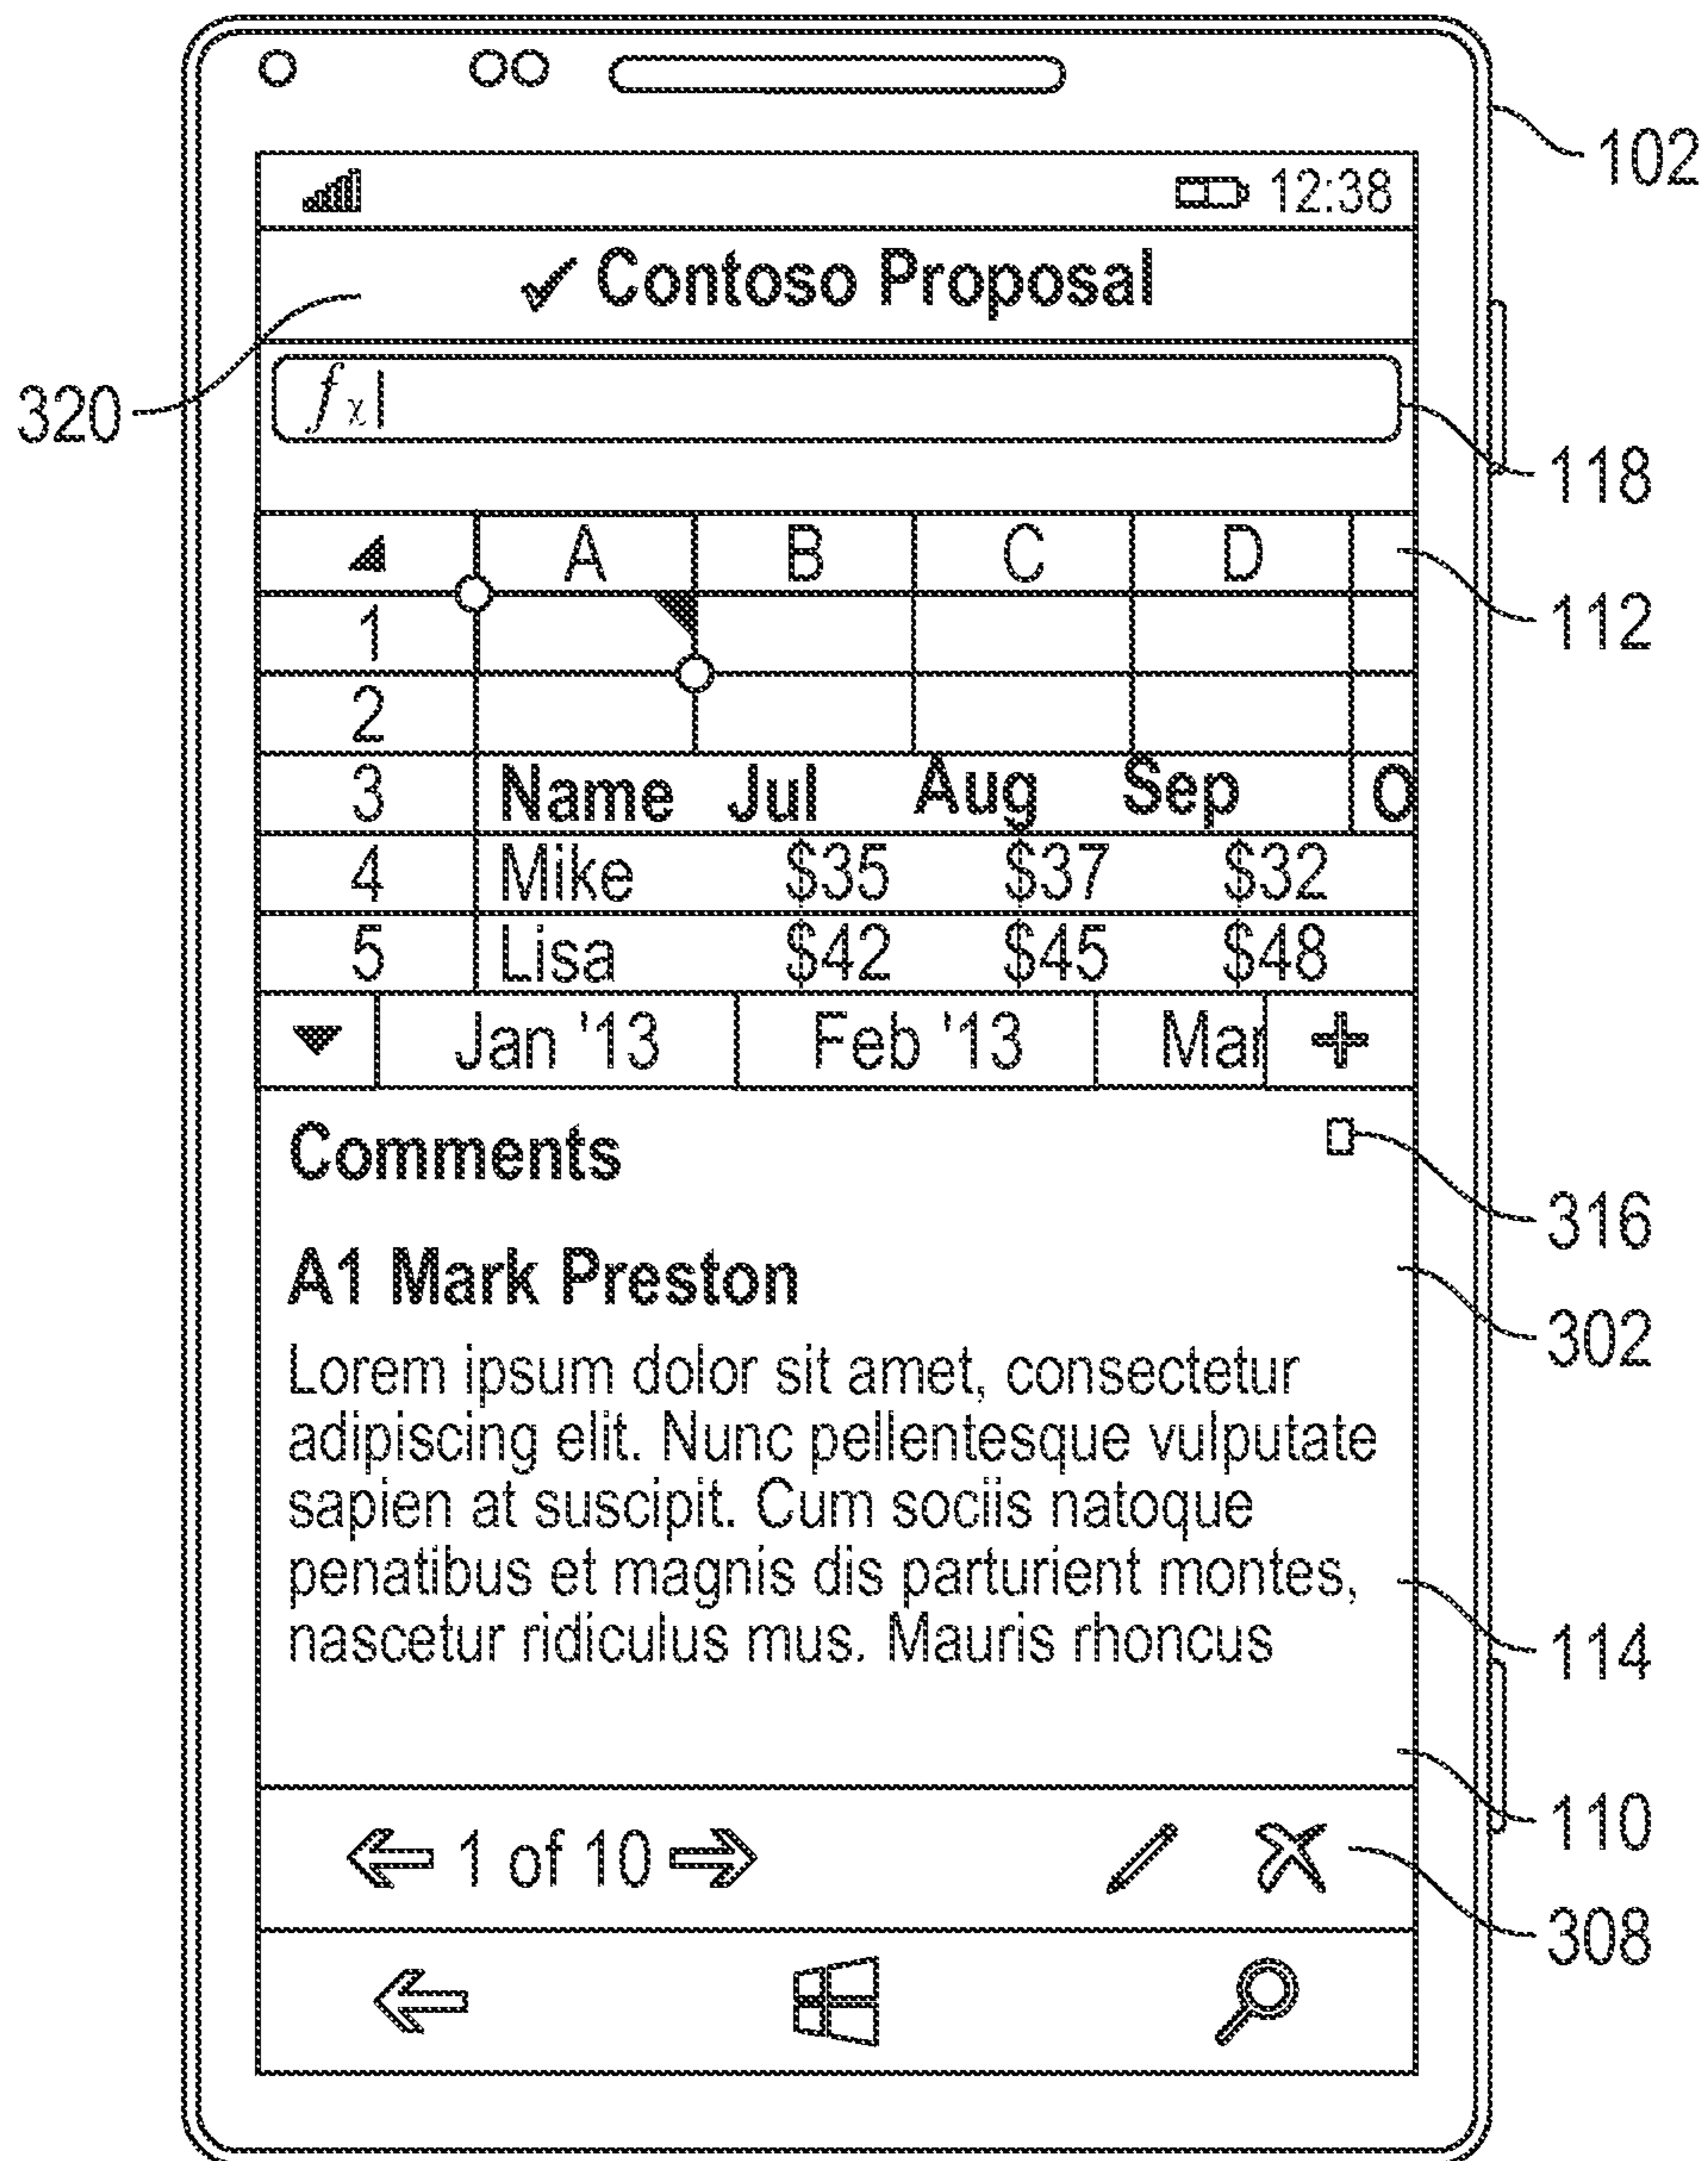 102
12:38
✓ Contoso Proposal
320
fx
118
A B C D
112
1
2
3 Name Jul Aug Sep O
4 Mike $35 $37 $32
5 Lisa $42 $45 $48
Jan '13 Feb '13 Mar +
Comments
316
A1 Mark Preston
302
Lorem ipsum dolor sit amet, consectetur
adipiscing elit. Nunc pellentesque vulputate
sapien at suscipit. Cum sociis natoque
penatibus et magnis dis parturient montes,
114
nascetur ridiculus mus. Mauris rhoncus
110
1 of 10
308